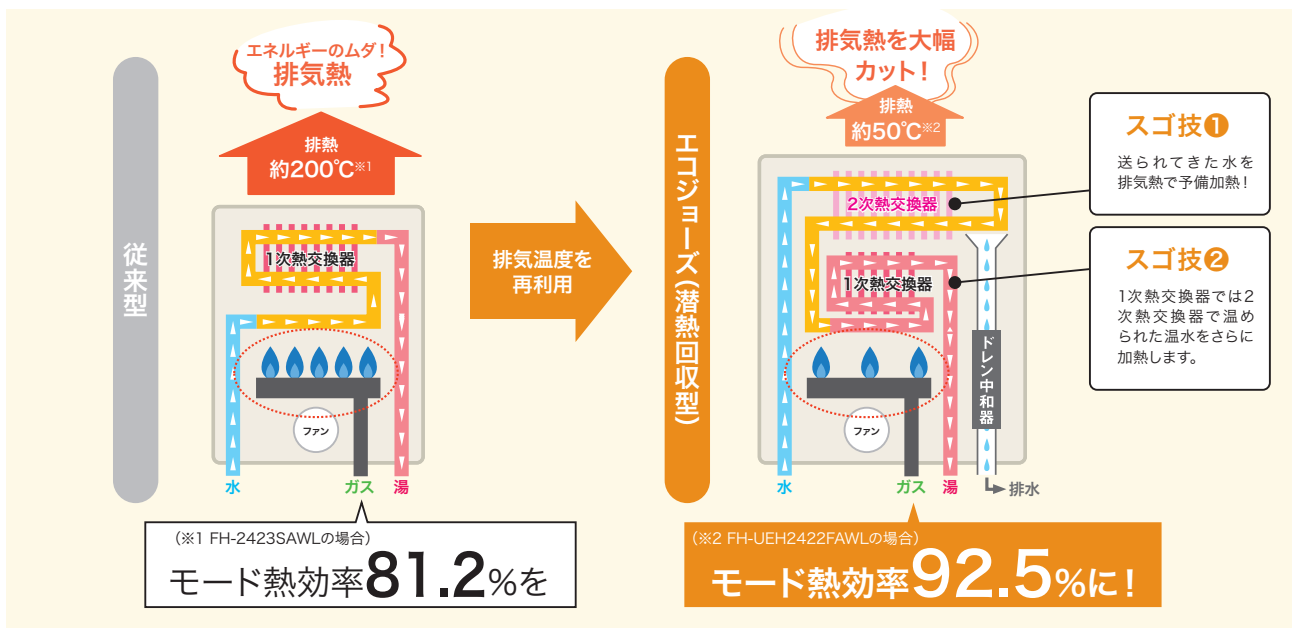 従来型
エネルギーのムダ！
排気熱
排熱
約200℃※1
1次熱交換器
ファン
水
ガス
湯
（※1 FH-2423SAWLの場合）
モード熱効率81.2%を
排気温度を
再利用
エコジョーズ（潜熱回収型）
排気熱を大幅
カット！
排熱
約50℃※2
2次熱交換器
1次熱交換器
ドレン中和器
ファン
水
ガス
湯
排水
（※2 FH-UEH2422FAWLの場合）
モード熱効率92.5%に！
スゴ技❶
送られてきた水を
排気熱で予備加熱！
スゴ技❷
1次熱交換器では2
次熱交換器で温め
られた温水をさらに
加熱します。